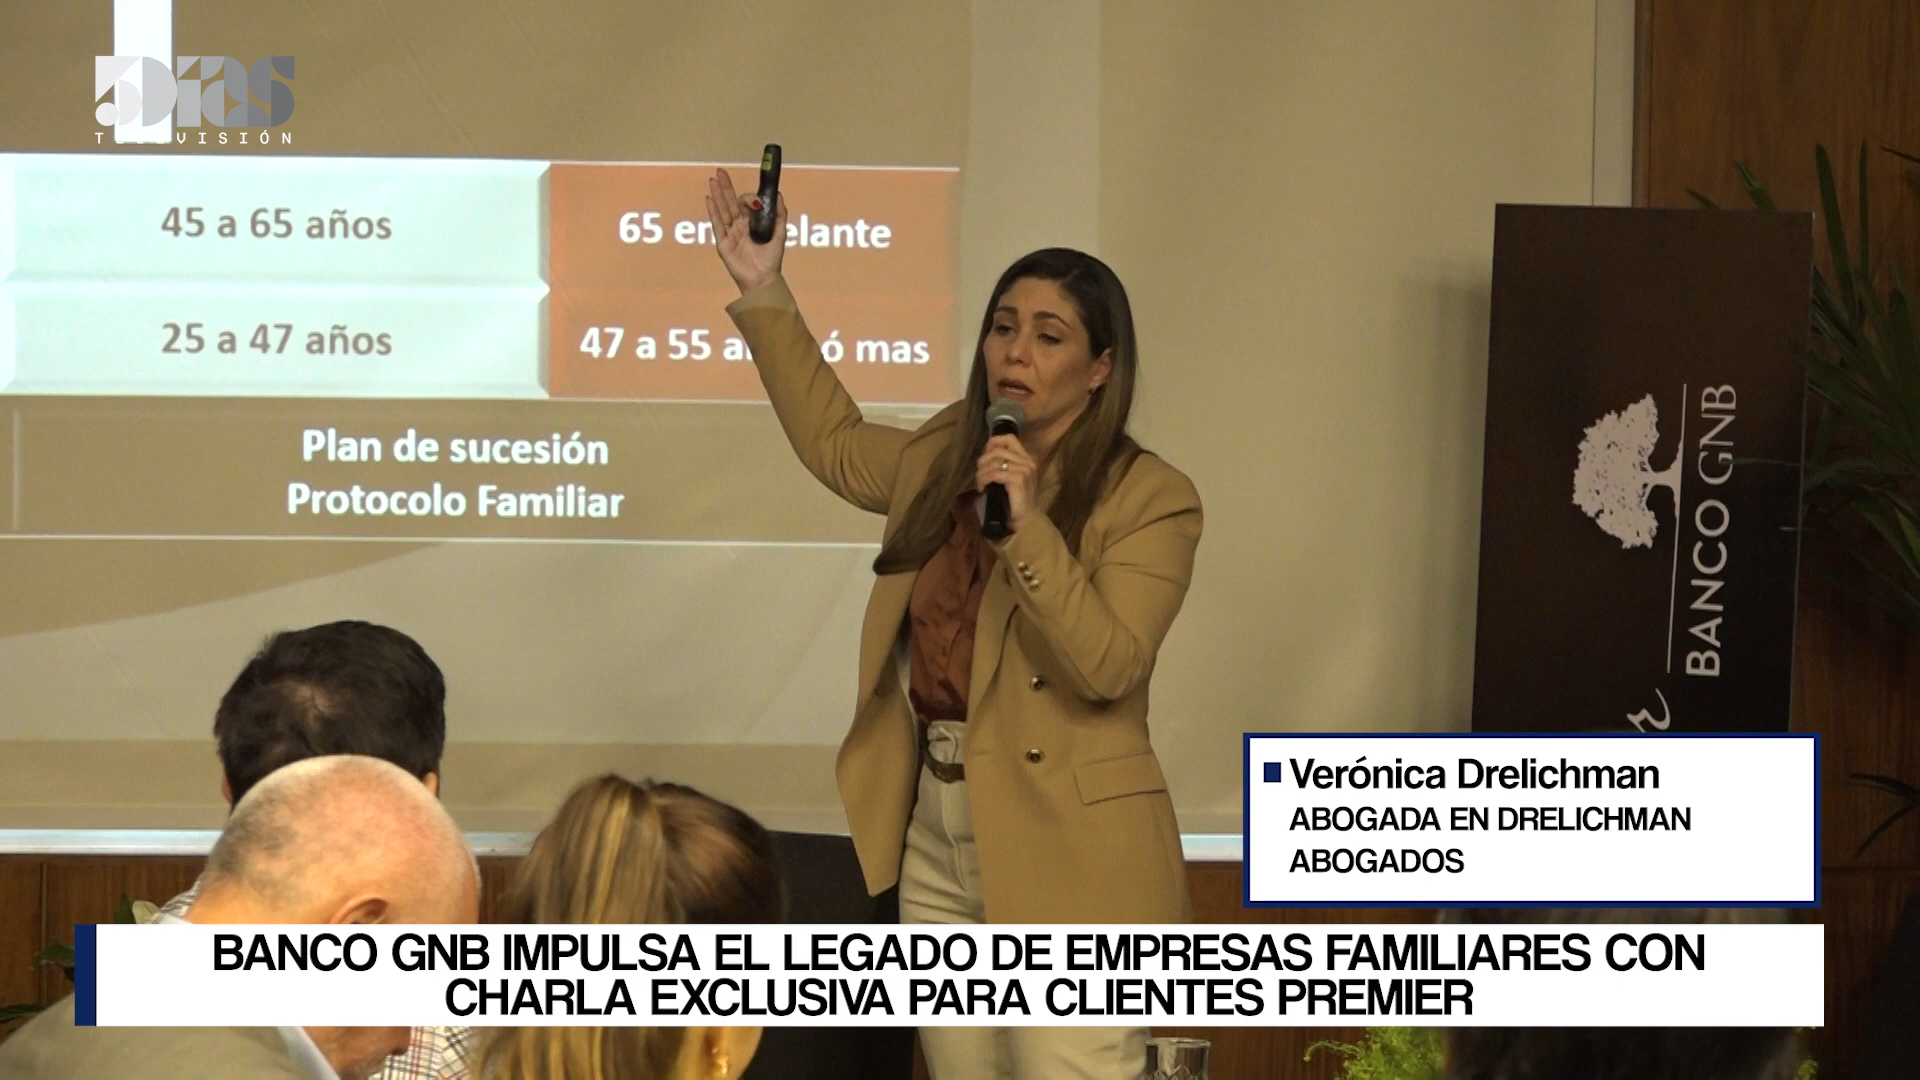 5Días
TELEVISIÓN
45 a 65 años
65 en
elante
25 a 47 años
47 a 55 a
ó mas
Plan de sucesión
Protocolo Familiar
BANCO GNB
Verónica Drelichman
ABOGADA EN DRELICHMAN
ABOGADOS
BANCO GNB IMPULSA EL LEGADO DE EMPRESAS FAMILIARES CON
CHARLA EXCLUSIVA PARA CLIENTES PREMIER